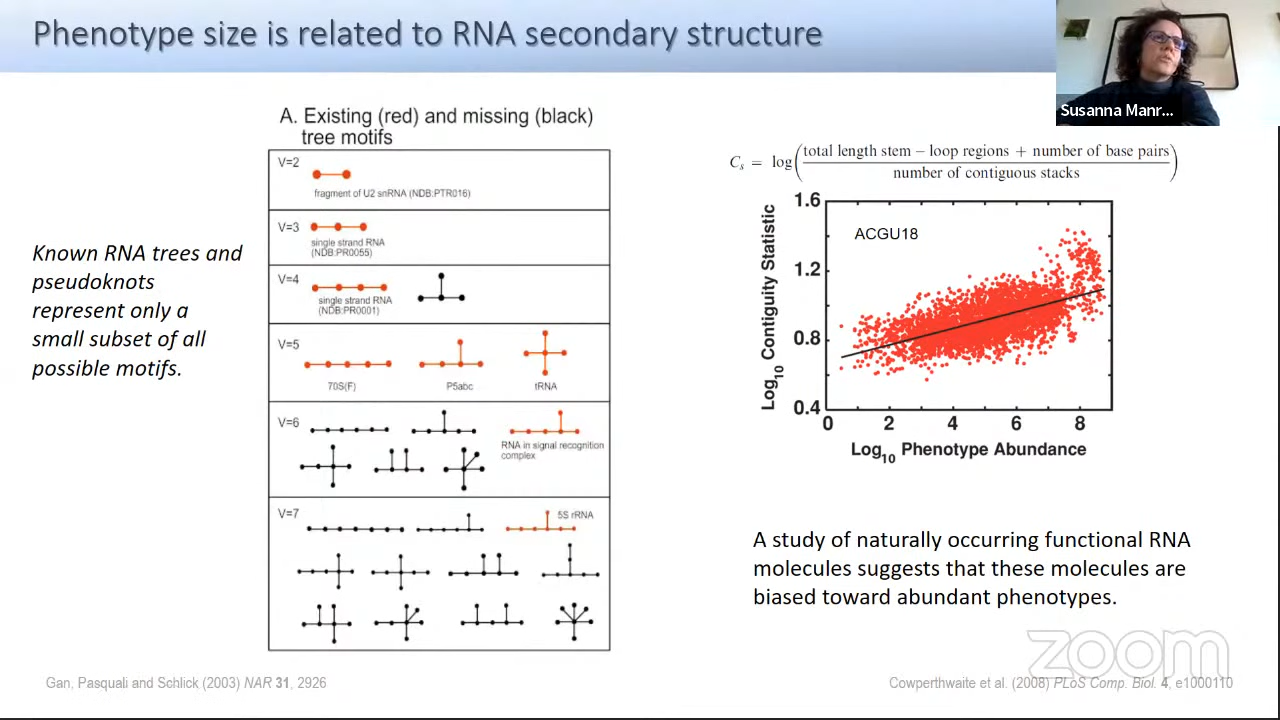 Phenotype size is related to RNA secondary structure
Susanna Manr...
A. Existing (red) and missing (black)
tree motifs
V=2
fragment of U2 snRNA (NDB:PTR016)
V=3
single strand RNA
(NDB:PR0055)
V=4
single strand RNA
(NDB:PR0001)
V=5
70S(F)
P5abc
tRNA
V=6
RNA in signal recognition
complex
V=7
5S rRNA
Known RNA trees and
pseudoknots
represent only a
small subset of all
possible motifs.
Cs = log(total length stem – loop regions + number of base pairs
number of contiguous stacks)
Log10 Contiguity Statistic
1.6
1.2
0.8
0.4
ACGU18
0 2 4 6 8
Log10 Phenotype Abundance
A study of naturally occurring functional RNA
molecules suggests that these molecules are
biased toward abundant phenotypes.
zoom
Gan, Pasquali and Schlick (2003) NAR 31, 2926
Cowperthwaite et al. (2008) PLoS Comp. Biol. 4, e1000110